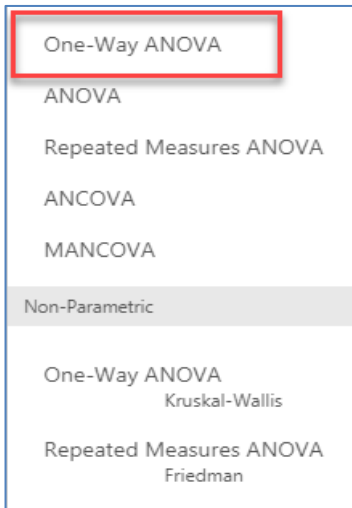 One-Way ANOVA
ANOVA
Repeated Measures ANOVA
ANCOVA
MANCOVA
Non-Parametric
One-Way ANOVA
Kruskal-Wallis
Repeated Measures ANOVA
Friedman